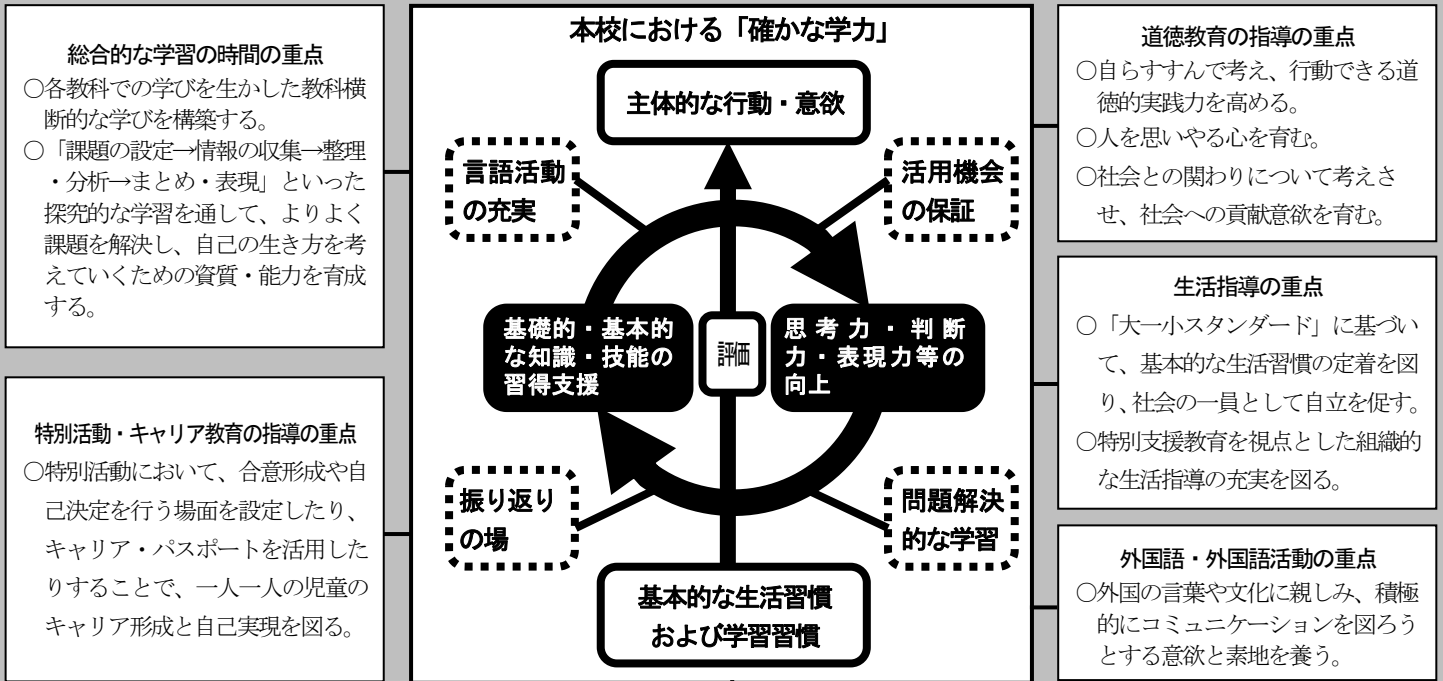 総合的な学習の時間の重点
○各教科での学びを生かした教科横
断的な学びを構築する。
○「課題の設定→情報の収集→整理
・分析→まとめ・表現」といった
探究的な学習を通して、よりよく
課題を解決し、自己の生き方を考
えていくための資質・能力を育成
する。
特別活動・キャリア教育の指導の重点
○特別活動において、合意形成や自
己決定を行う場面を設定したり、
キャリア・パスポートを活用した
りすることで、一人一人の児童の
キャリア形成と自己実現を図る。
本校における「確かな学力」
主体的な行動・意欲
言語活動
の充実
活用機会
の保証
基礎的・基本的
な知識・技能の
習得支援
評価
思考力・判断
力・表現力等の
向上
振り返り
の場
問題解決
的な学習
基本的な生活習慣
および学習習慣
道徳教育の指導の重点
○自らすすんで考え、行動できる道
徳的実践力を高める。
○人を思いやる心を育む。
○社会との関わりについて考えさ
せ、社会への貢献意欲を育む。
生活指導の重点
○「大一小スタンダード」に基づい
て、基本的な生活習慣の定着を図
り、社会の一員として自立を促す。
○特別支援教育を視点とした組織的
な生活指導の充実を図る。
外国語・外国語活動の重点
○外国の言葉や文化に親しみ、積極
的にコミュニケーションを図ろう
とする意欲と素地を養う。